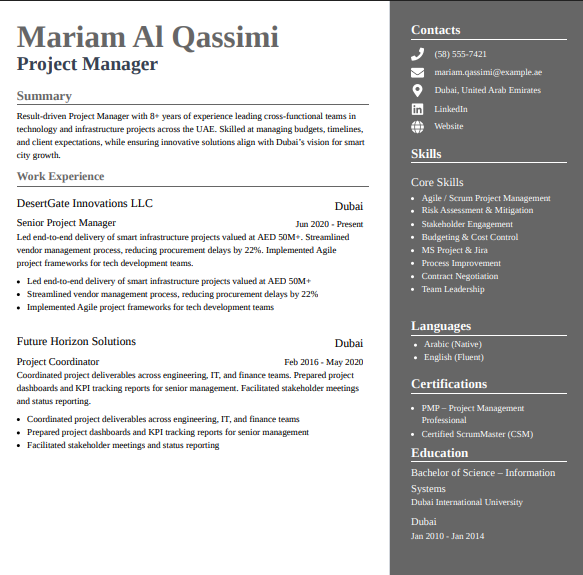 Mariam Al Qassimi
Project Manager
Summary
Result-driven Project Manager with 8+ years of experience leading cross-functional teams in
technology and infrastructure projects across the UAE. Skilled at managing budgets, timelines,
and client expectations, while ensuring innovative solutions align with Dubai's vision for smart
city growth.
Work Experience
DesertGate Innovations LLC
Dubai
Senior Project Manager
Jun 2020 - Present
Led end-to-end delivery of smart infrastructure projects valued at AED 50M+. Streamlined
vendor management process, reducing procurement delays by 22%. Implemented Agile
project frameworks for tech development teams.
• Led end-to-end delivery of smart infrastructure projects valued at AED 50M+
• Streamlined vendor management process, reducing procurement delays by 22%
• Implemented Agile project frameworks for tech development teams
Future Horizon Solutions
Dubai
Project Coordinator
Feb 2016 - May 2020
Coordinated project deliverables across engineering, IT, and finance teams. Prepared project
dashboards and KPI tracking reports for senior management. Facilitated stakeholder meetings
and status reporting.
• Coordinated project deliverables across engineering, IT, and finance teams
• Prepared project dashboards and KPI tracking reports for senior management
• Facilitated stakeholder meetings and status reporting
Contacts
(58) 555-7421
mariam.qassimi@example.ae
Dubai, United Arab Emirates
LinkedIn
Website
Skills
Core Skills
• Agile / Scrum Project Management
• Risk Assessment & Mitigation
• Stakeholder Engagement
• Budgeting & Cost Control
• MS Project & Jira
• Process Improvement
• Contract Negotiation
• Team Leadership
Languages
• Arabic (Native)
• English (Fluent)
Certifications
• PMP – Project Management
Professional
• Certified ScrumMaster (CSM)
Education
Bachelor of Science – Information
Systems
Dubai International University
Dubai
Jan 2010 - Jan 2014